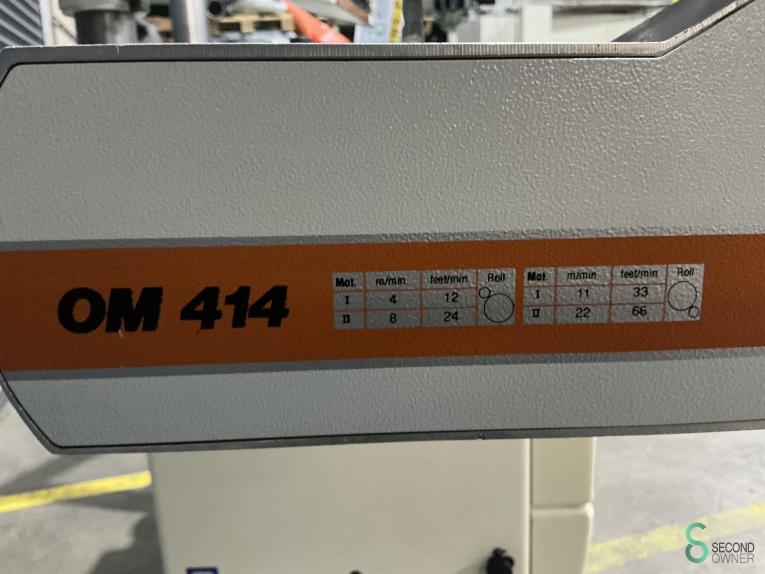 OM 414
Mot. m/min. feet/min. Roll
I 4 12
II 8 24
Mot. m/min. feet/min. Roll
I 11 33
II 22 66
SECOND
OWNER